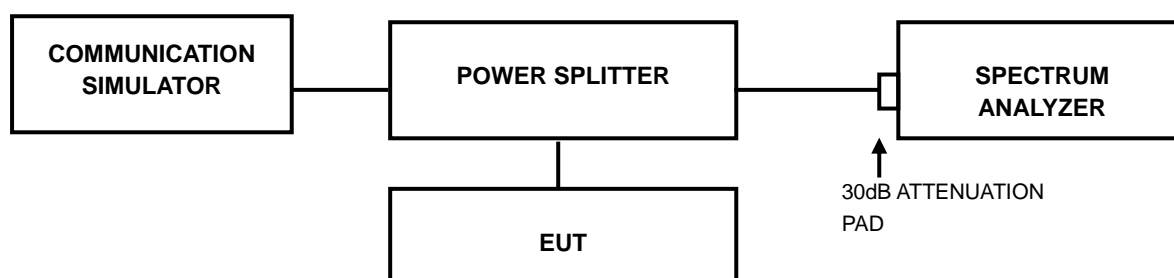 COMMUNICATION
SIMULATOR
POWER SPLITTER
SPECTRUM
ANALYZER
30dB ATTENUATION
PAD
EUT